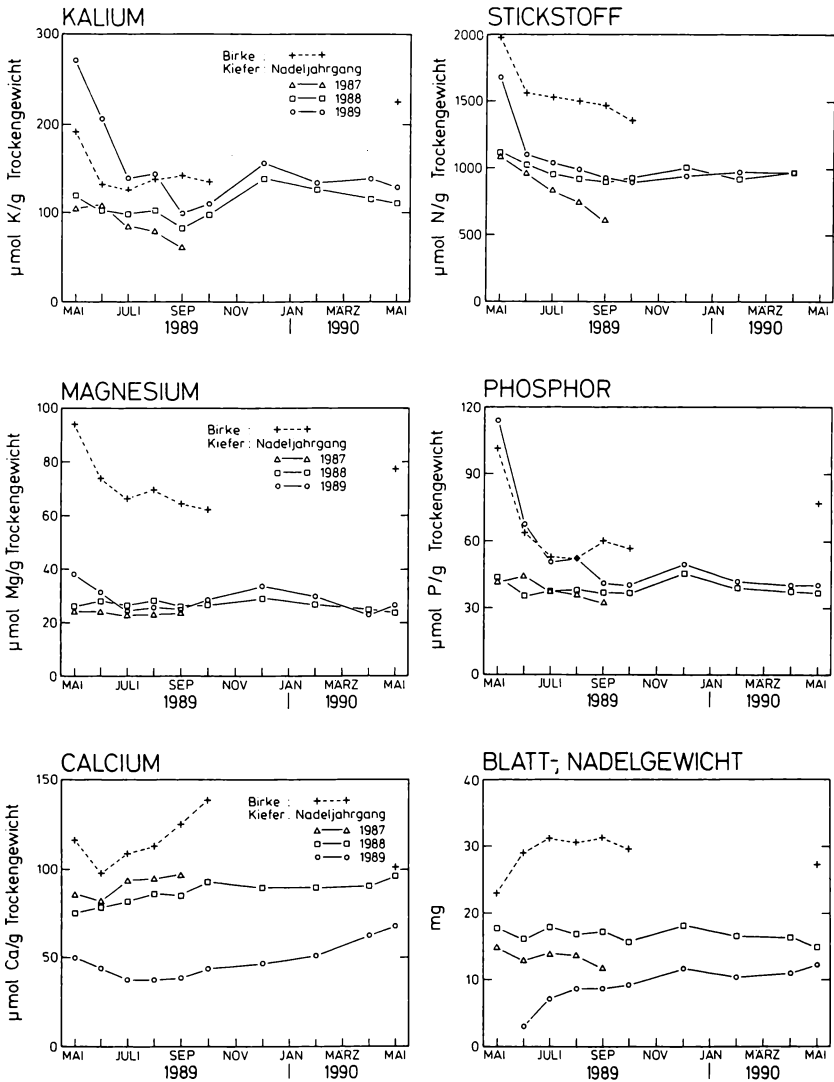 KALIUM
300
200
100
0
µmol K/g Trockengewicht
Birke : +---+
Kiefer : Nadeljahrgang
1987
1988
1989
MAI JULI SEP NOV JAN MÄRZ MAI
1989 | 1990
STICKSTOFF
2000
1500
1000
500
0
µmol N/g Trockengewicht
MAI JULI SEP NOV JAN MÄRZ MAI
1989 | 1990
MAGNESIUM
100
80
60
40
20
0
µmol Mg/g Trockengewicht
Birke : +---+
Kiefer : Nadeljahrgang
1987
1988
1989
MAI JULI SEP NOV JAN MÄRZ MAI
1989 | 1990
PHOSPHOR
120
90
60
30
0
µmol P/g Trockengewicht
MAI JULI SEP NOV JAN MÄRZ MAI
1989 | 1990
CALCIUM
150
100
50
0
µmol Ca/g Trockengewicht
Birke : +---+
Kiefer : Nadeljahrgang
1987
1988
1989
MAI JULI SEP NOV JAN MÄRZ MAI
1989 | 1990
BLATT-, NADELGEWICHT
40
30
20
10
0
mg
MAI JULI SEP NOV JAN MÄRZ MAI
1989 | 1990